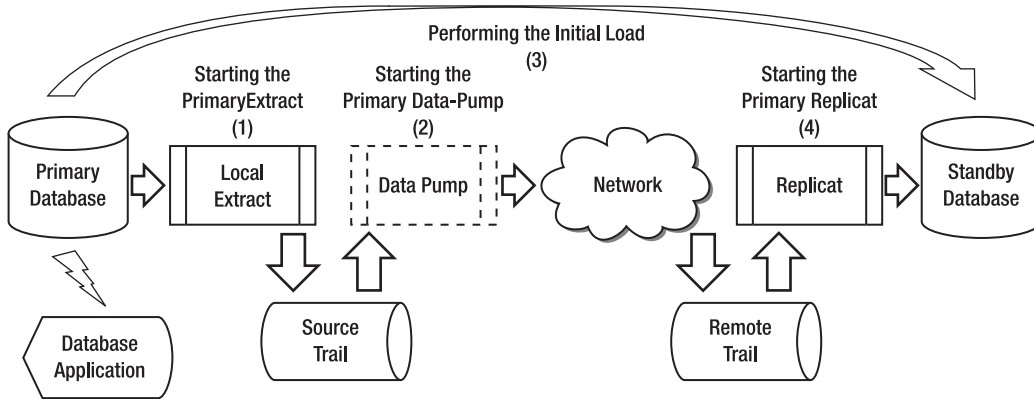 Performing the Initial Load
(3)
Starting the
PrimaryExtract
(1)
Starting the
Primary Data-Pump
(2)
Starting the
Primary Replicat
(4)
Primary
Database
Local
Extract
Data Pump
Network
Replicat
Standby
Database
Database
Application
Source
Trail
Remote
Trail